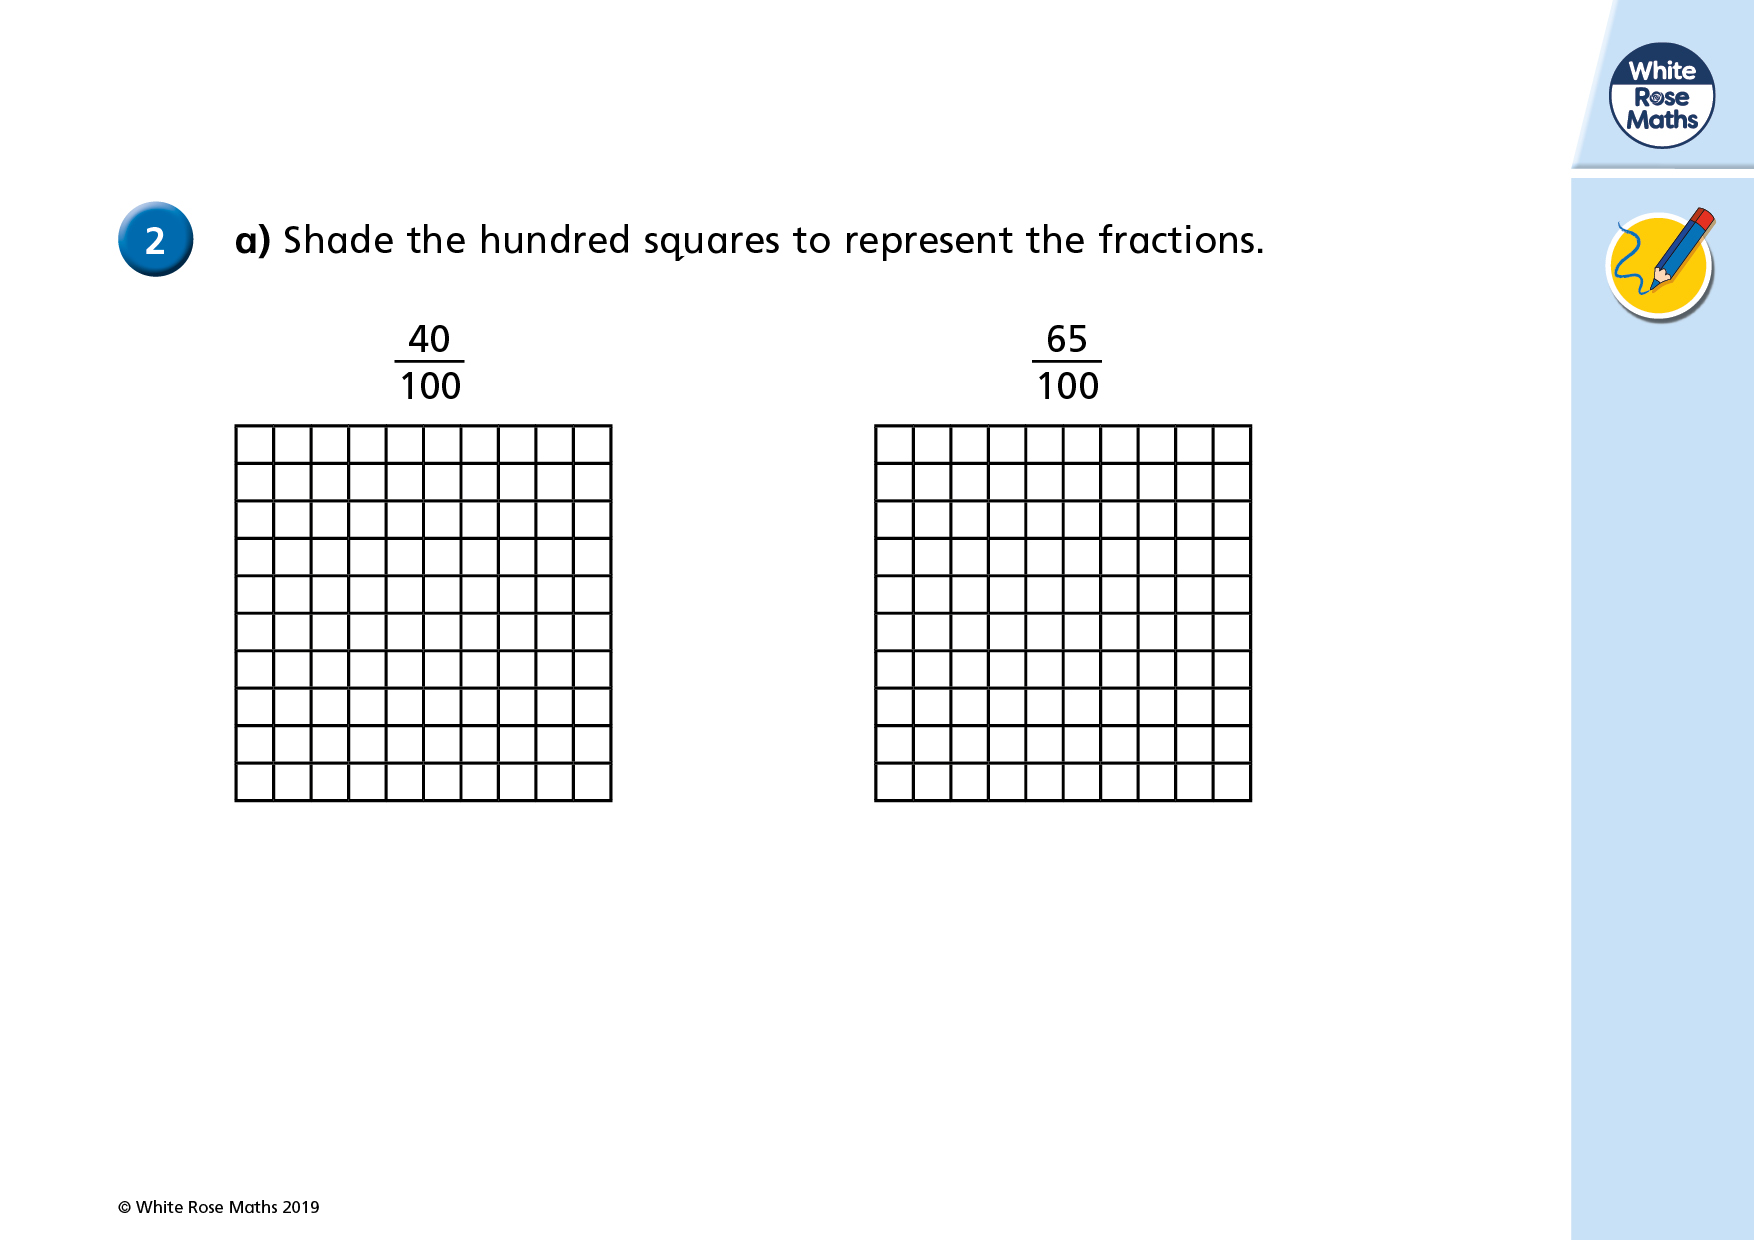 White
Rose
Maths
2
a) Shade the hundred squares to represent the fractions.
40
100
65
100
© White Rose Maths 2019